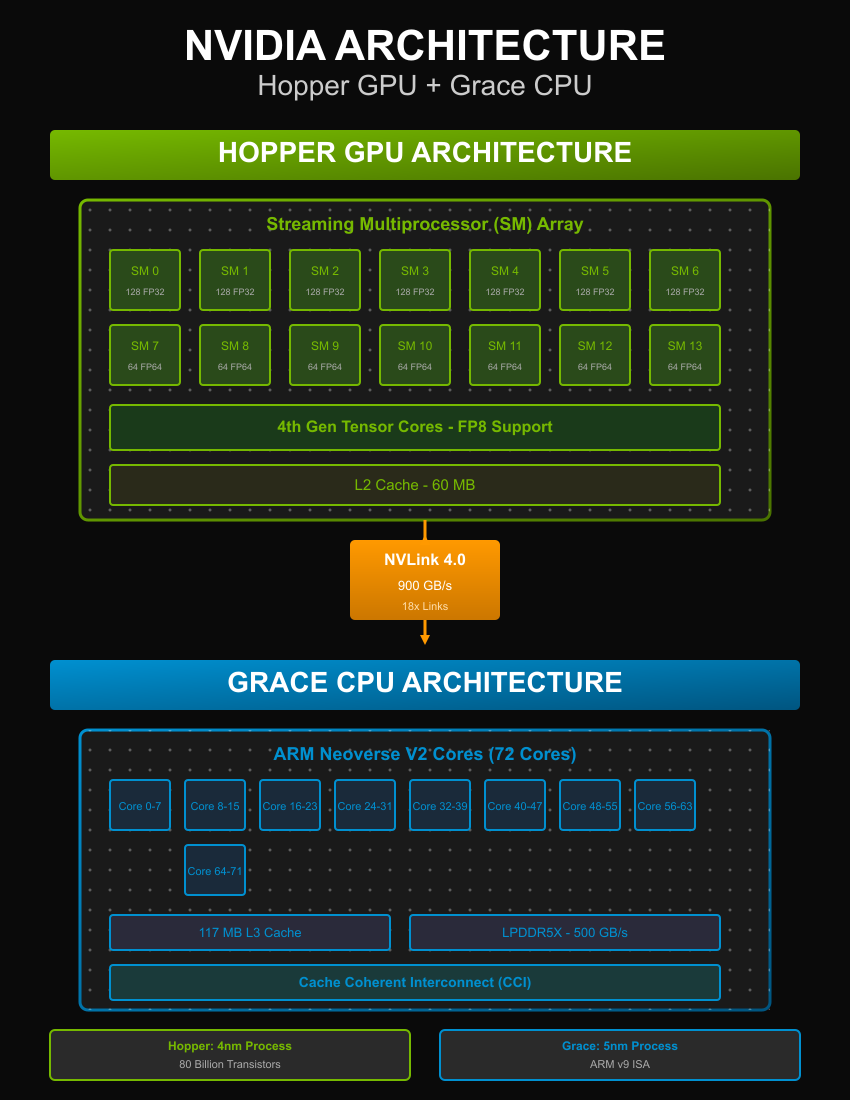 NVIDIA ARCHITECTURE
Hopper GPU + Grace CPU
HOPPER GPU ARCHITECTURE
Streaming Multiprocessor (SM) Array
SM 0
128 FP32
SM 1
128 FP32
SM 2
128 FP32
SM 3
128 FP32
SM 4
128 FP32
SM 5
128 FP32
SM 6
128 FP32
SM 7
64 FP64
SM 8
64 FP64
SM 9
64 FP64
SM 10
64 FP64
SM 11
64 FP64
SM 12
64 FP64
SM 13
64 FP64
4th Gen Tensor Cores - FP8 Support
L2 Cache - 60 MB
NVLink 4.0
900 GB/s
18x Links
GRACE CPU ARCHITECTURE
ARM Neoverse V2 Cores (72 Cores)
Core 0-7
Core 8-15
Core 16-23
Core 24-31
Core 32-39
Core 40-47
Core 48-55
Core 56-63
Core 64-71
117 MB L3 Cache
LPDDR5X - 500 GB/s
Cache Coherent Interconnect (CCI)
Hopper: 4nm Process
80 Billion Transistors
Grace: 5nm Process
ARM v9 ISA